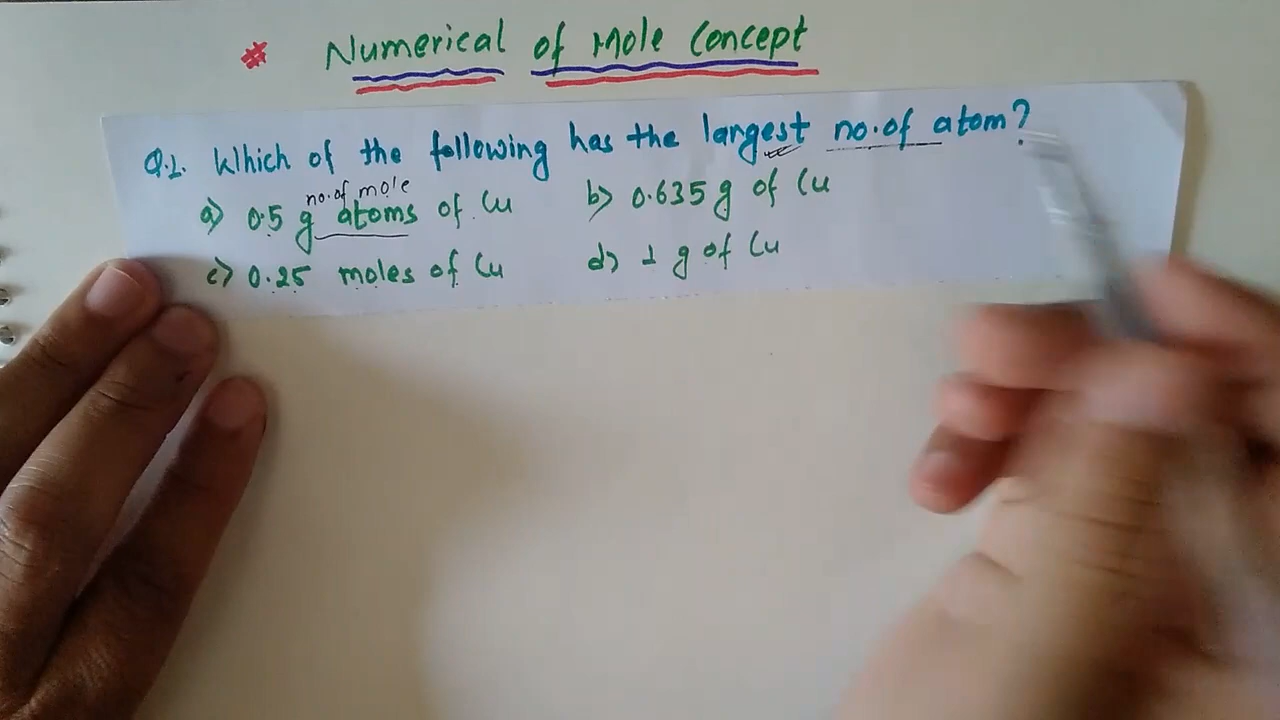 * Numerical of Mole Concept
Q.1. Which of the following has the largest no.of atom?
no.of mole
a) 0.5 g atoms of Cu b) 0.635 g of Cu
c) 0.25 moles of Cu d) 1 g of Cu